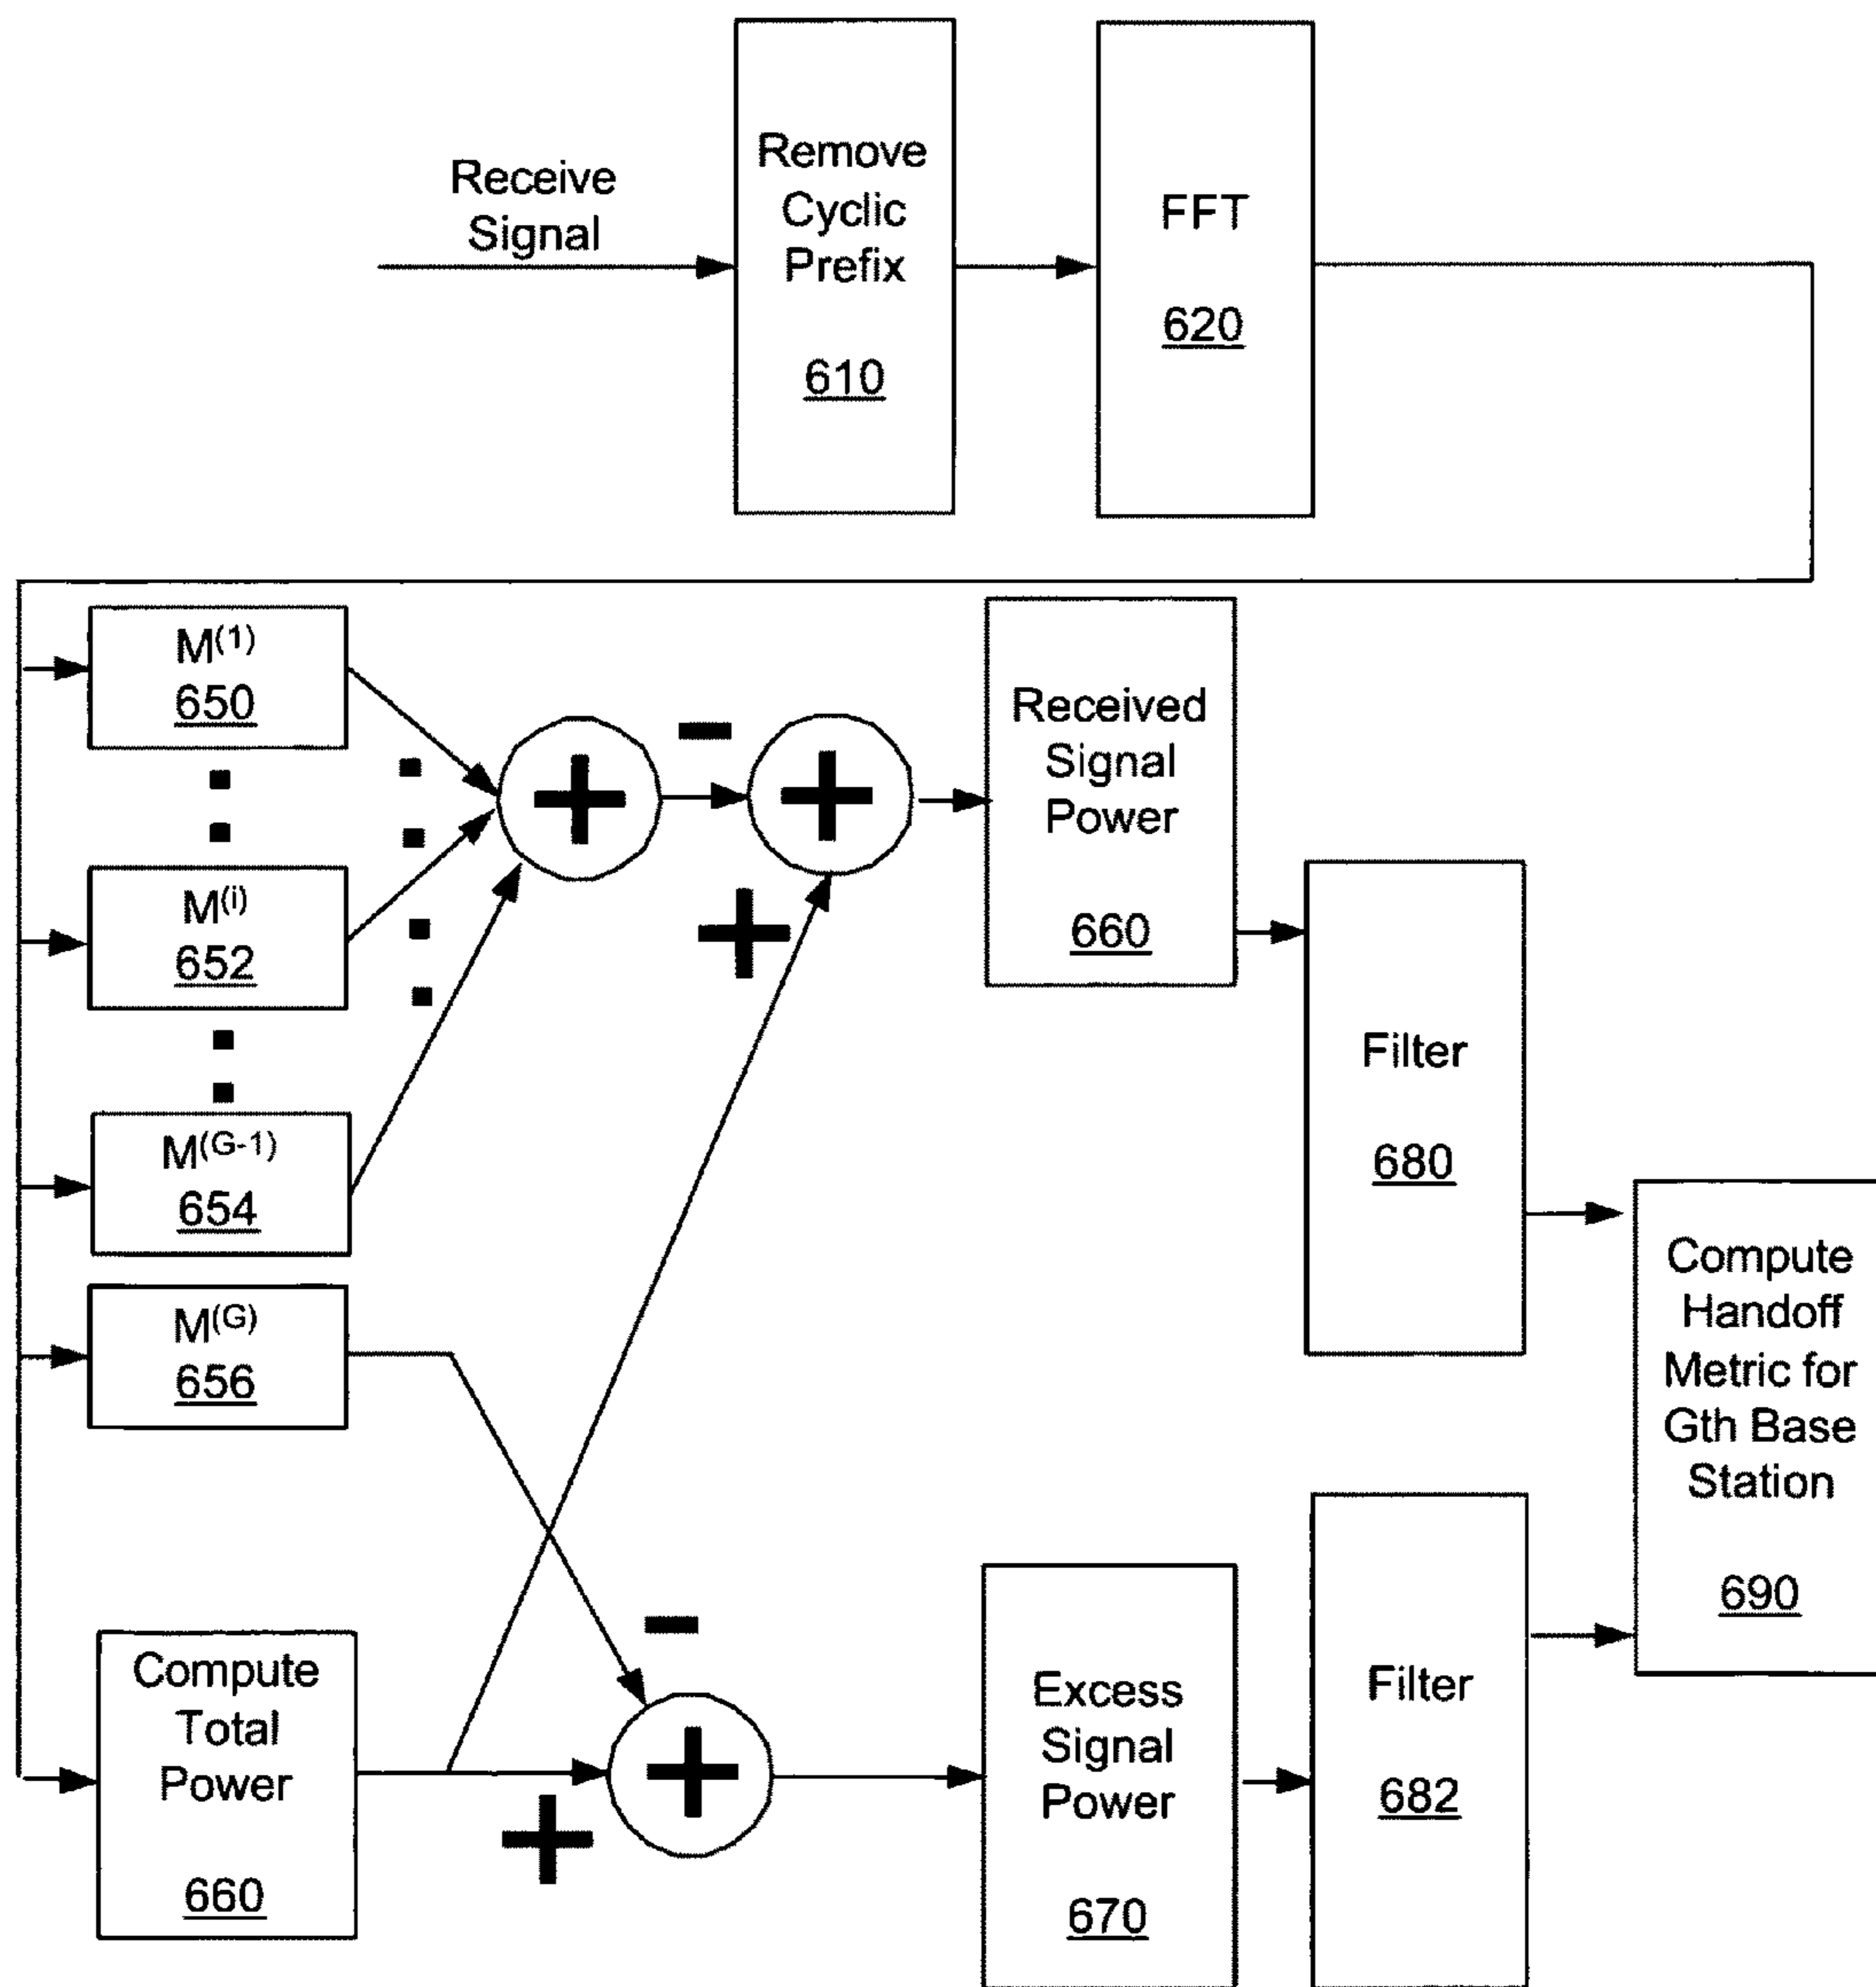 Receive
Signal
Remove
Cyclic
Prefix
610
FFT
620
M(1)
650
M(i)
652
M(G-1)
654
M(G)
656
Compute
Total
Power
660
+
-
+
+
Received
Signal
Power
660
-
+
+
Excess
Signal
Power
670
Filter
680
Filter
682
Compute
Handoff
Metric for
Gth Base
Station
690